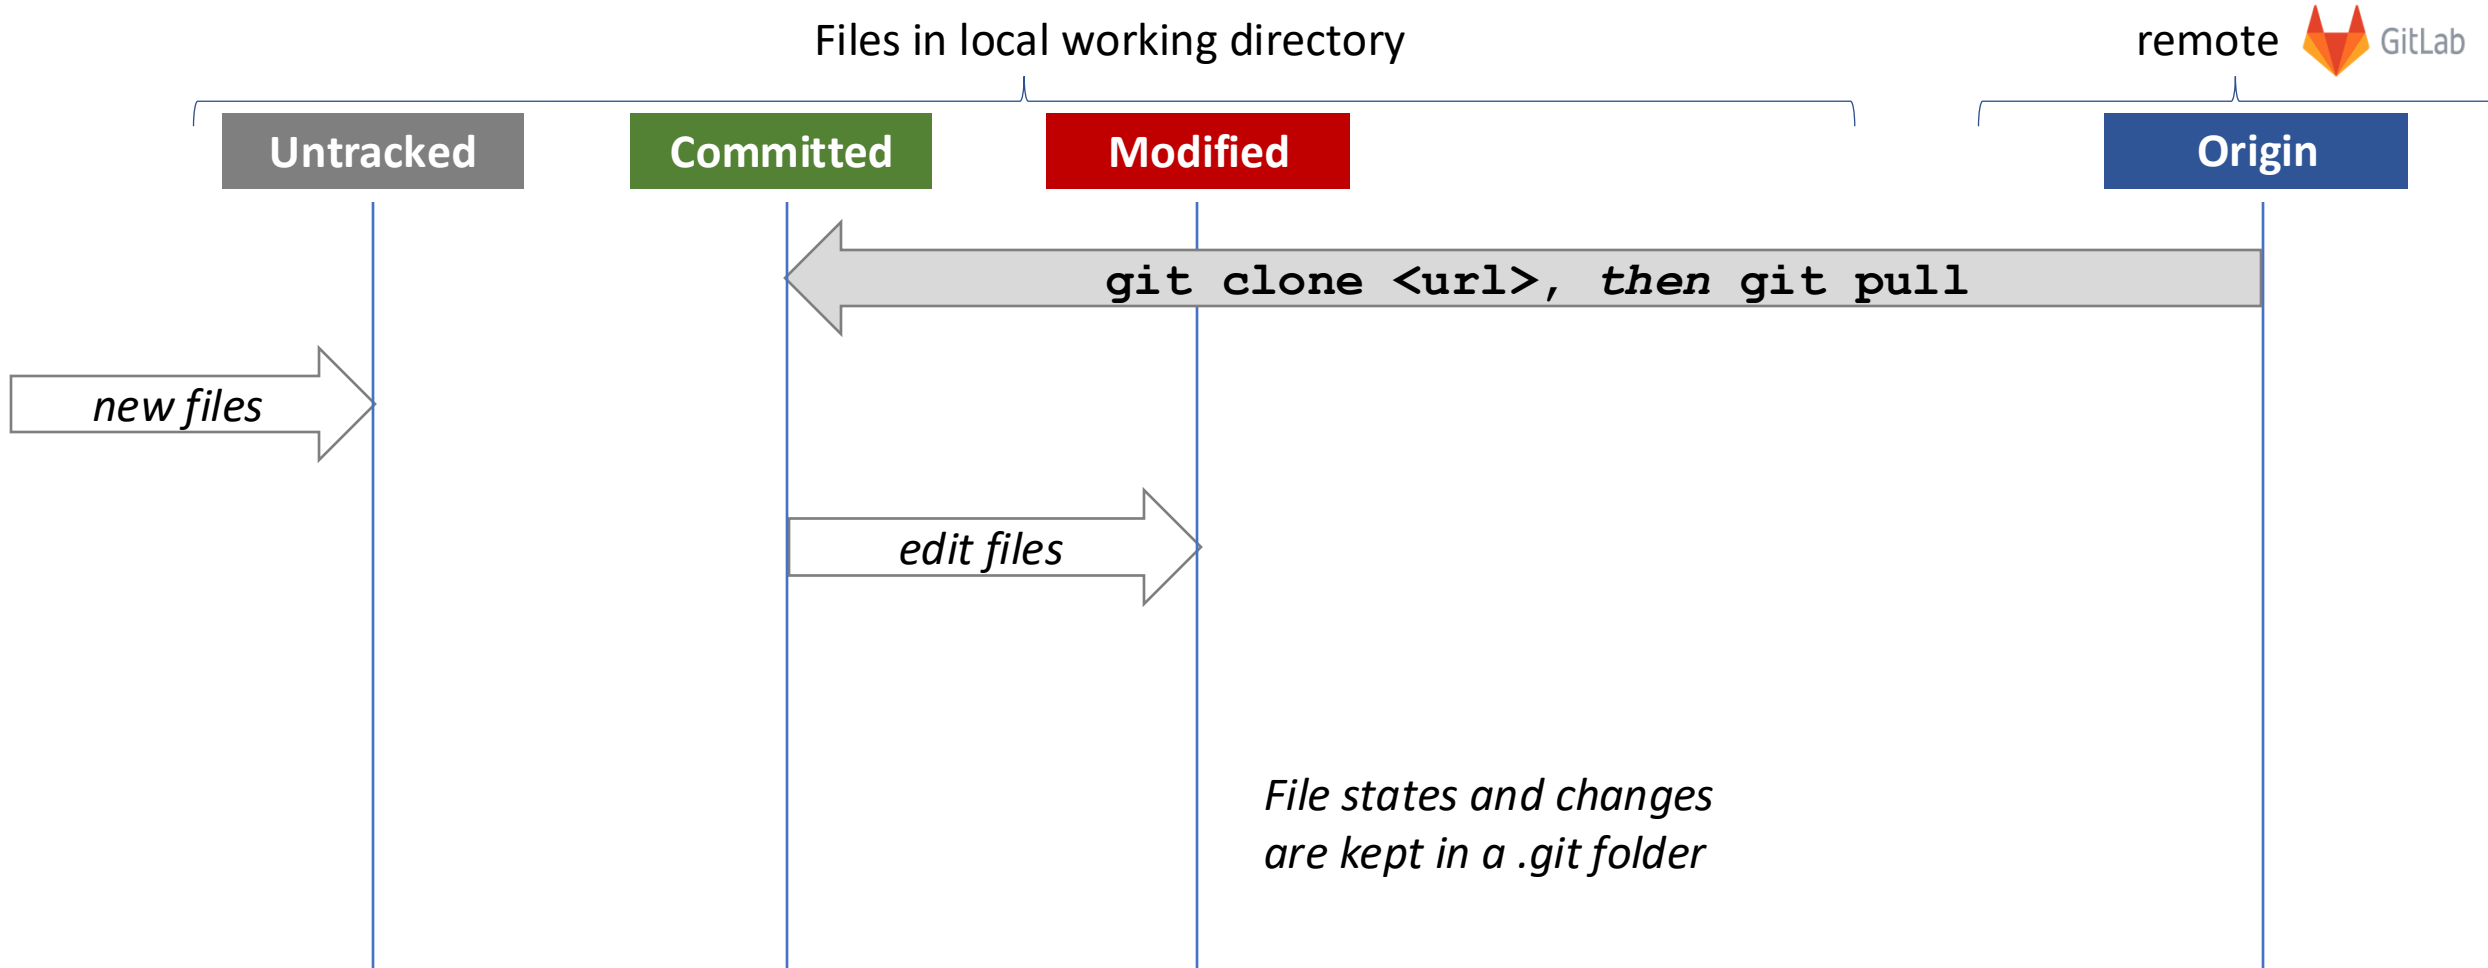 Files in local working directory
remote GitLab
Untracked
Committed
Modified
Origin
git clone <url>, then git pull
new files
edit files
File states and changes
are kept in a .git folder